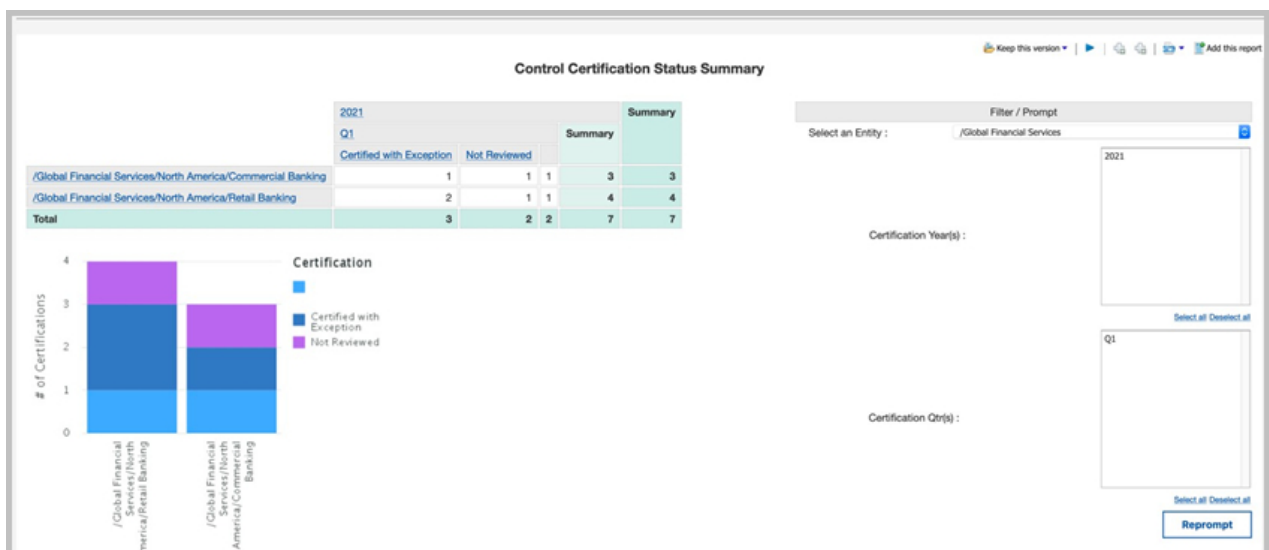 Keep this version
Add this report
Control Certification Status Summary
2021 Summary
Q1 Summary
Certified with Exception Not Reviewed
/Global Financial Services/North America/Commercial Banking 1 1 1 3 3
/Global Financial Services/North America/Retail Banking 2 1 1 4 4
Total 3 2 2 7 7
Filter / Prompt
Select an Entity : /Global Financial Services
Certification Year(s) :
2021
Select all Deselect all
Certification Qtr(s) :
Q1
Select all Deselect all
Reprompt
# of Certifications
4
3
2
1
0
/Global Financial
Services/North
merica/Retail Banking
/Global Financial
Services/North
America/Commercial
Banking
Certification
Certified with
Exception
Not Reviewed